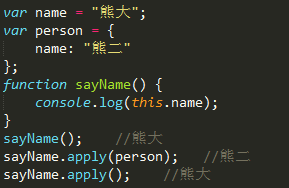 var name = "熊大";
var person = {
    name: "熊二"
};
function sayName() {
    console.log(this.name);
}
sayName();    //熊大
sayName.apply(person);    //熊二
sayName.apply();    //熊大